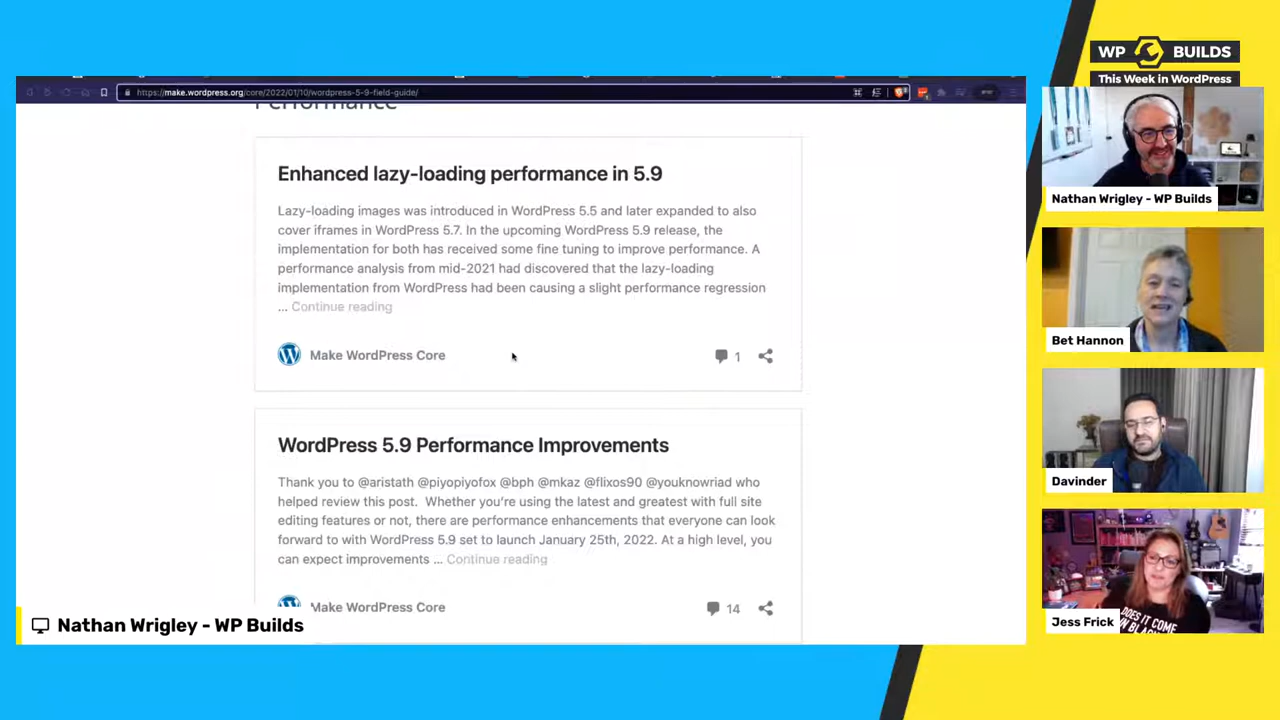 WP BUILDS
This Week in WordPress
https://make.wordpress.org/core/2022/01/10/wordpress-5-9-field-guide/
Performance
Enhanced lazy-loading performance in 5.9
Lazy-loading images was introduced in WordPress 5.5 and later expanded to also
cover iframes in WordPress 5.7. In the upcoming WordPress 5.9 release, the
implementation for both has received some fine tuning to improve performance. A
performance analysis from mid-2021 had discovered that the lazy-loading
implementation from WordPress had been causing a slight performance regression
... Continue reading
Make WordPress Core
1
WordPress 5.9 Performance Improvements
Thank you to @aristath @piyopiyofox @bph @mkaz @flixos90 @youknowriad who
helped review this post. Whether you're using the latest and greatest with full site
editing features or not, there are performance enhancements that everyone can look
forward to with WordPress 5.9 set to launch January 25th, 2022. At a high level, you
can expect improvements ... Continue reading
Make WordPress Core
14
Nathan Wrigley - WP Builds
Nathan Wrigley - WP Builds
Bet Hannon
Davinder
Jess Frick
DOES IT COME
IN BLACK